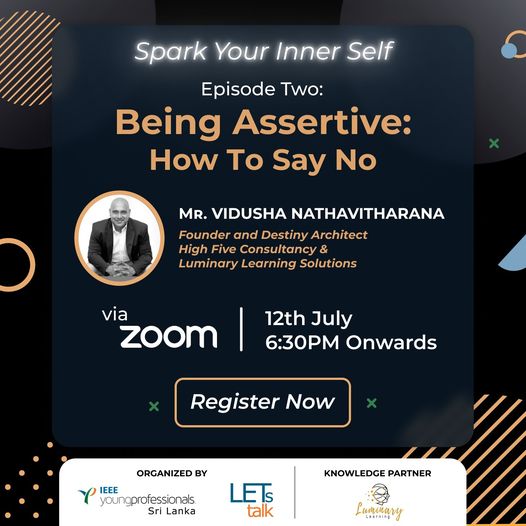 Spark Your Inner Self
Episode Two:
Being Assertive:
How To Say No
MR. VIDUSHA NATHAVITHARANA
Founder and Destiny Architect
High Five Consultancy &
Luminary Learning Solutions
via
zoom
12th July
6:30PM Onwards
Register Now
ORGANIZED BY
IEEE
youngprofessionals
Sri Lanka
LETs
talk
KNOWLEDGE PARTNER
Luminary
Learning